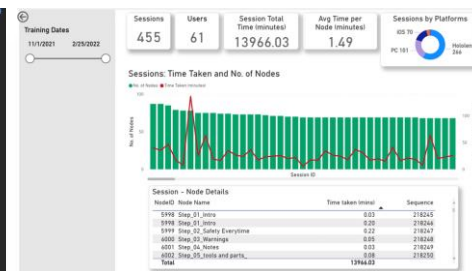 Training Dates
11/1/2021 2/25/2022
Sessions
455
Users
61
Session Total
Time (minutes)
13966.03
Avg Time per
Node (minutes)
1.49
Sessions by Platforms
iOS 70
PC 181
Sessions: Time Taken and No. of Nodes
No. of Nodes Time Taken (minutes)
No. of Nodes
100
50
0
Session ID
Session - Node Details
NodeID Node Name Time taken (mins) Sequence
5998 Step_01_Intro 0.03 218245
5998 Step_01_Intro 0.20 218246
5999 Step_02_Safety Everytime 0.22 218247
6000 Step_03_Warnings 0.05 218248
6001 Step_04_Notes 0.03 218249
6002 Step_05_tools and parts_ 0.08 218250
Total 13966.03